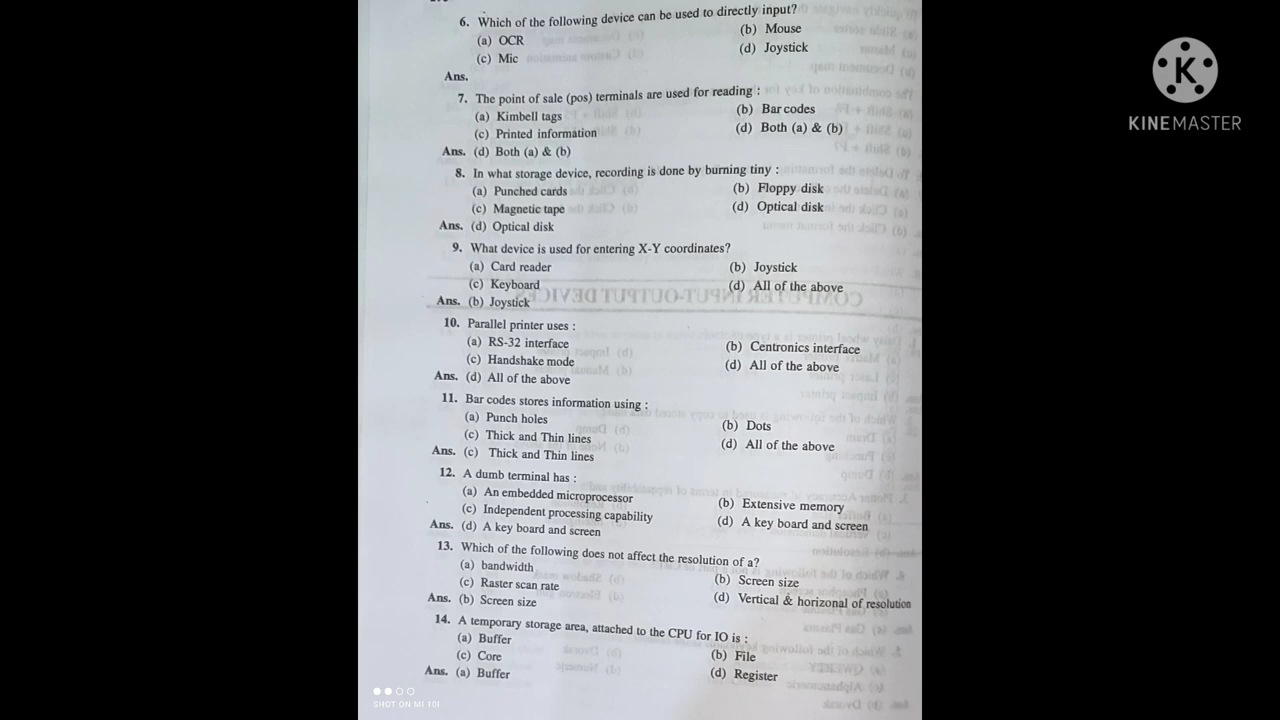 6. Which of the following device can be used to directly input?
(a) OCR (b) Mouse
(c) Mic (d) Joystick
Ans.
7. The point of sale (pos) terminals are used for reading :
(a) Kimbell tags (b) Bar codes
(c) Printed information (d) Both (a) & (b)
Ans. (d) Both (a) & (b)
8. In what storage device, recording is done by burning tiny :
(a) Punched cards (b) Floppy disk
(c) Magnetic tape (d) Optical disk
Ans. (d) Optical disk
9. What device is used for entering X-Y coordinates?
(a) Card reader (b) Joystick
(c) Keyboard (d) All of the above
Ans. (b) Joystick
10. Parallel printer uses :
(a) RS-32 interface (b) Centronics interface
(c) Handshake mode (d) All of the above
Ans. (d) All of the above
11. Bar codes stores information using :
(a) Punch holes (b) Dots
(c) Thick and Thin lines (d) All of the above
Ans. (c) Thick and Thin lines
12. A dumb terminal has :
(a) An embedded microprocessor (b) Extensive memory
(c) Independent processing capability (d) A key board and screen
Ans. (d) A key board and screen
13. Which of the following does not affect the resolution of a?
(a) bandwidth (b) Screen size
(c) Raster scan rate (d) Vertical & horizonal of resolution
Ans. (b) Screen size
14. A temporary storage area, attached to the CPU for IO is :
(a) Buffer (b) File
(c) Core (d) Register
Ans. (a) Buffer
SHOT ON MI 10I
K
KINEMASTER